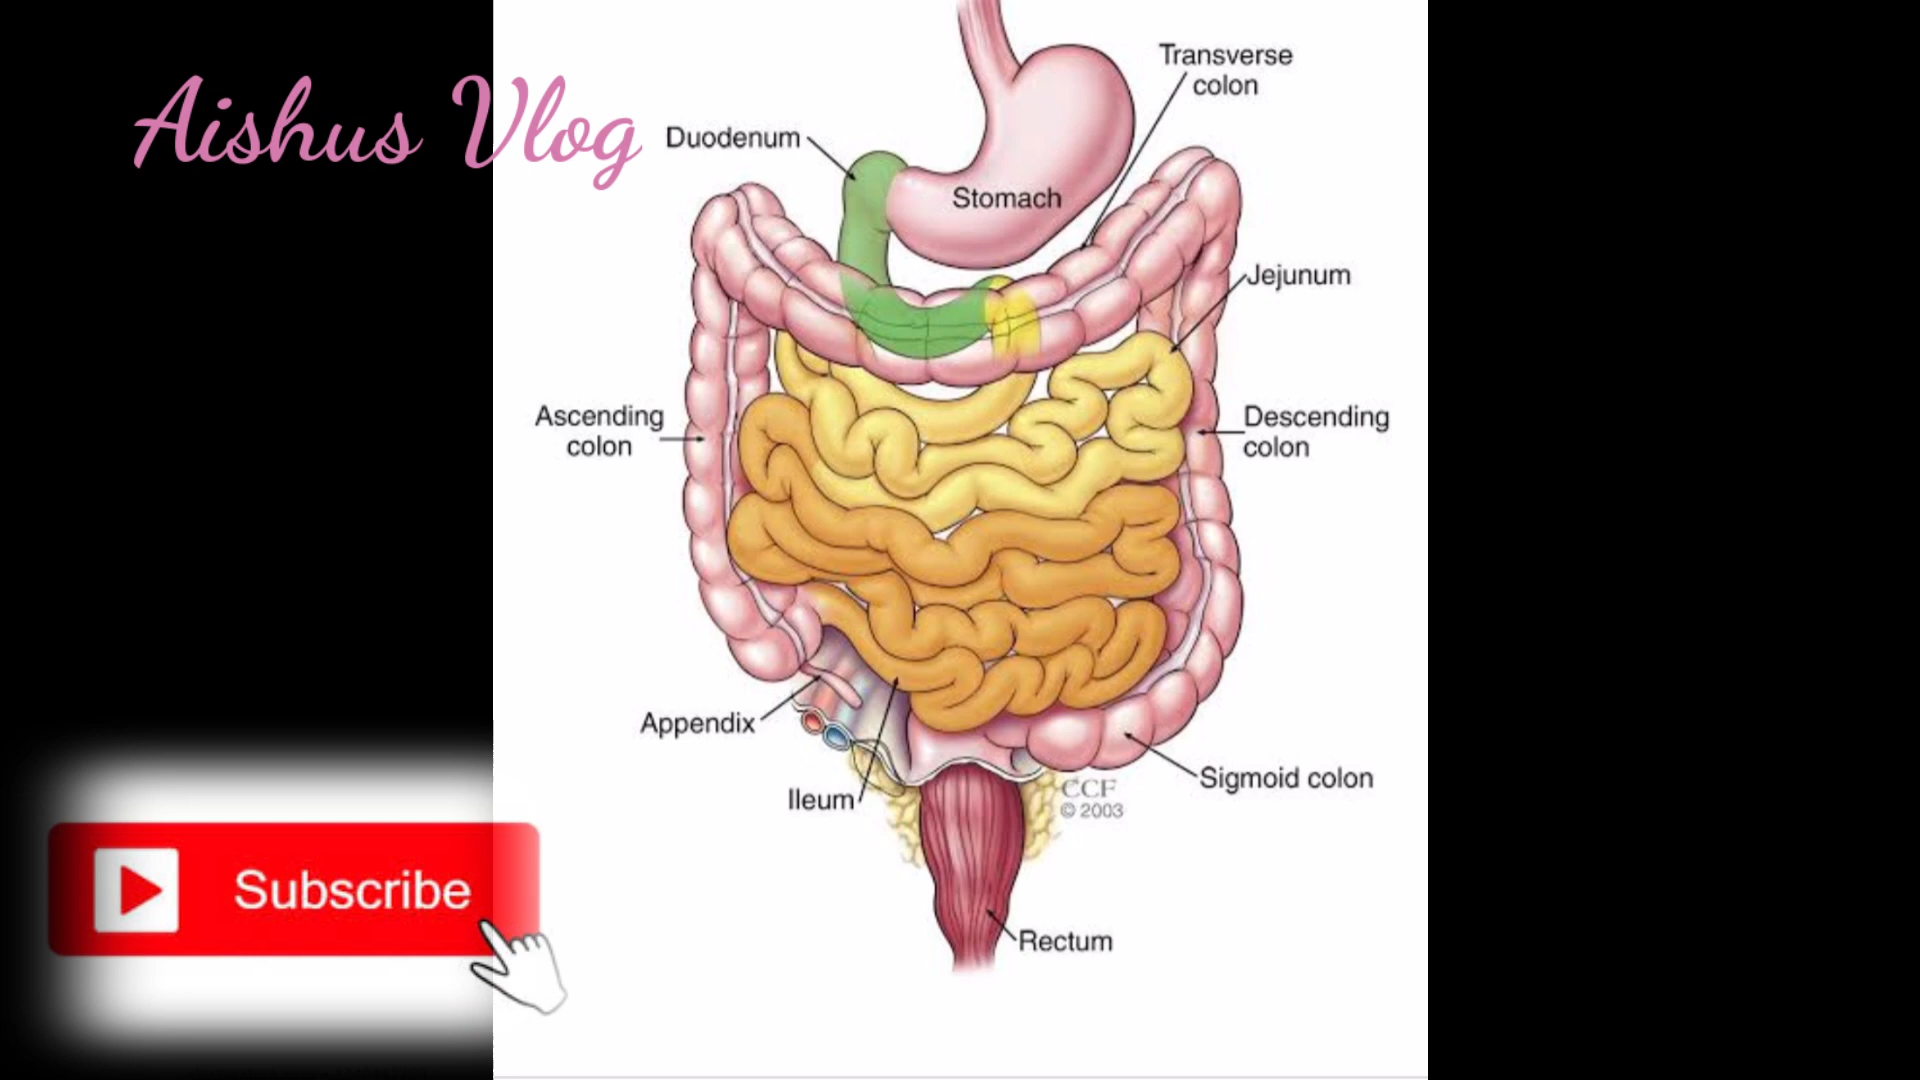 Transverse
colon
Aishus Vlog
Duodenum
Stomach
Jejunum
Ascending
colon
Descending
colon
Appendix
Sigmoid colon
Ileum
CCF
© 2003
Subscribe
Rectum